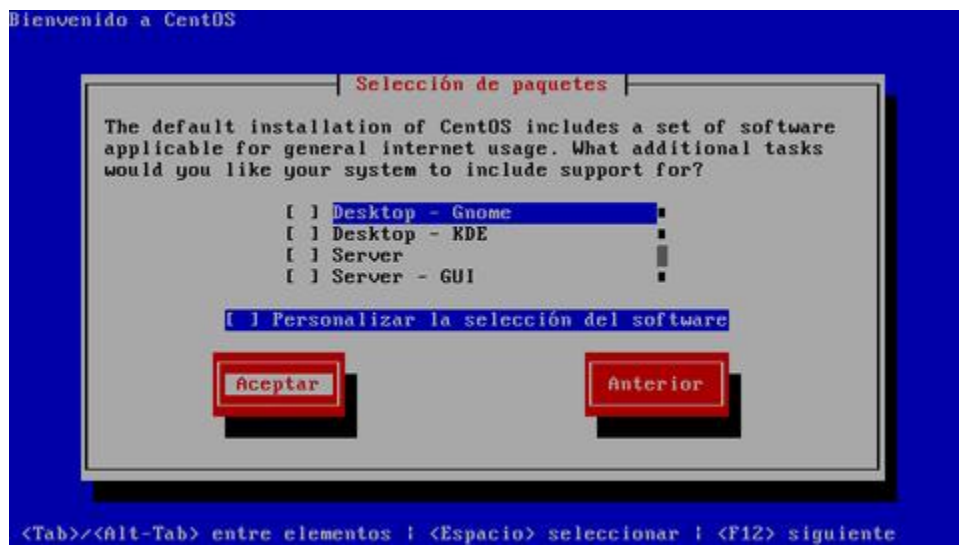 Bienvenido a CentOS
Selección de paquetes
The default installation of CentOS includes a set of software
applicable for general internet usage. What additional tasks
would you like your system to include support for?
[ ] Desktop - Gnome
[ ] Desktop - KDE
[ ] Server
[ ] Server - GUI
[ ] Personalizar la selección del software
Aceptar Anterior
<Tab>/<Alt-Tab> entre elementos | <Espacio> seleccionar | <F12> siguiente